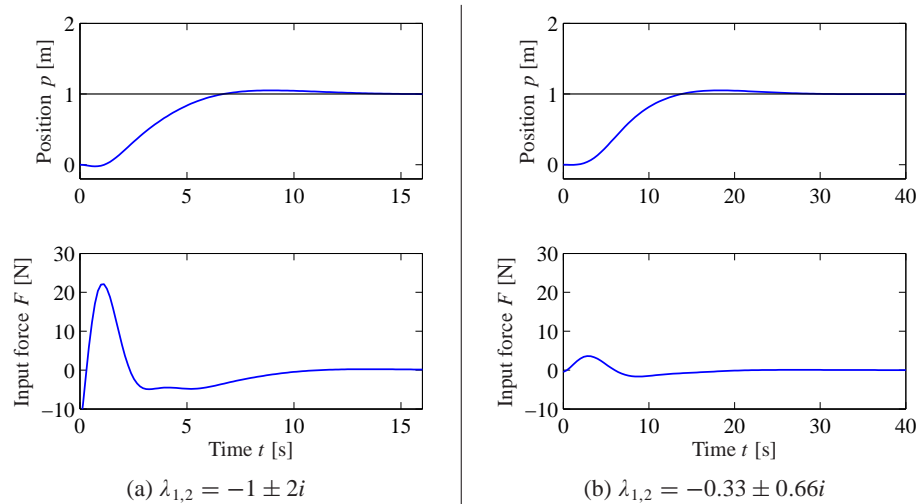 2
1
0
Position p [m]
0 5 10 15
30
20
10
0
−10
Input force F [N]
0 5 10 15
Time t [s]
(a) λ1,2 = −1 ± 2i
2
1
0
Position p [m]
0 10 20 30 40
30
20
10
0
−10
Input force F [N]
0 10 20 30 40
Time t [s]
(b) λ1,2 = −0.33 ± 0.66i